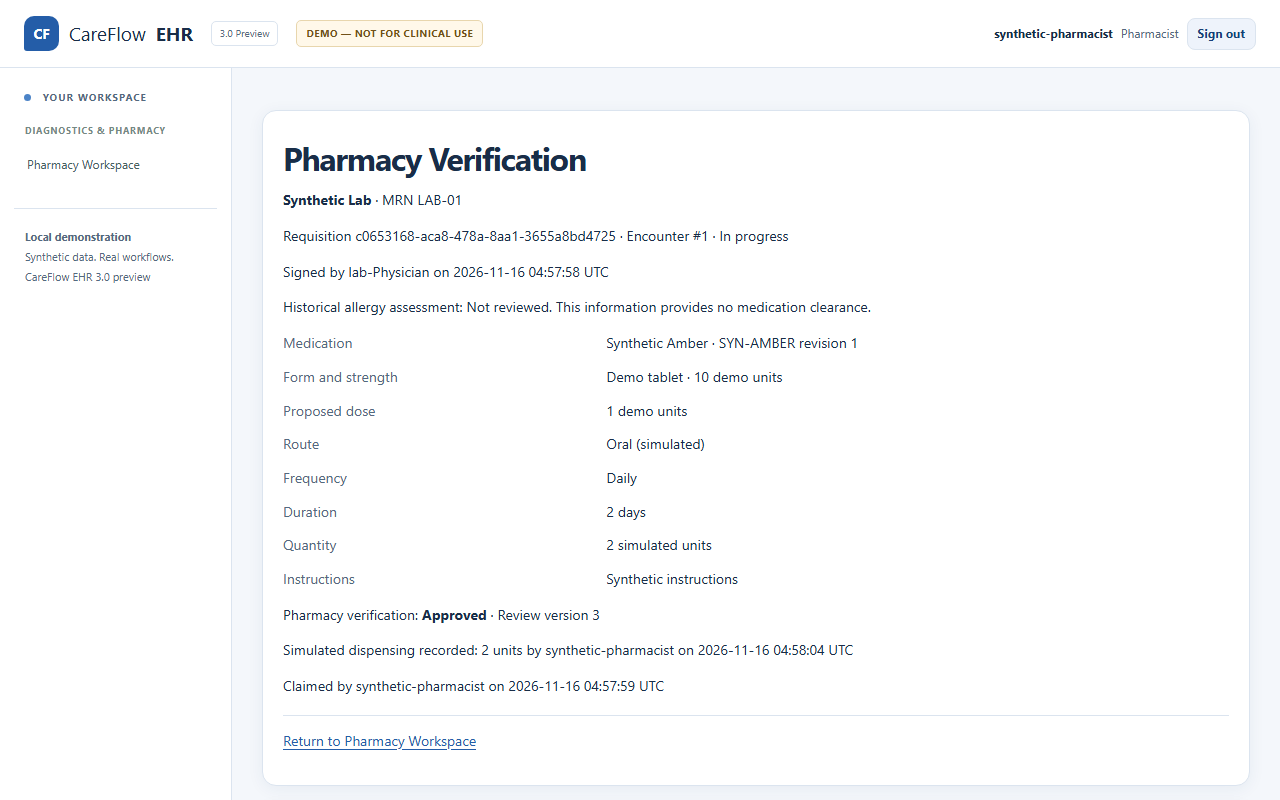 CF CareFlow EHR 3.0 Preview DEMO — NOT FOR CLINICAL USE synthetic-pharmacist Pharmacist Sign out
YOUR WORKSPACE
DIAGNOSTICS & PHARMACY
Pharmacy Workspace
Local demonstration
Synthetic data. Real workflows.
CareFlow EHR 3.0 preview
Pharmacy Verification
Synthetic Lab · MRN LAB-01
Requisition c0653168-aca8-478a-8aa1-3655a8bd4725 · Encounter #1 · In progress
Signed by lab-Physician on 2026-11-16 04:57:58 UTC
Historical allergy assessment: Not reviewed. This information provides no medication clearance.
Medication Synthetic Amber · SYN-AMBER revision 1
Form and strength Demo tablet · 10 demo units
Proposed dose 1 demo units
Route Oral (simulated)
Frequency Daily
Duration 2 days
Quantity 2 simulated units
Instructions Synthetic instructions
Pharmacy verification: Approved · Review version 3
Simulated dispensing recorded: 2 units by synthetic-pharmacist on 2026-11-16 04:58:04 UTC
Claimed by synthetic-pharmacist on 2026-11-16 04:57:59 UTC
Return to Pharmacy Workspace